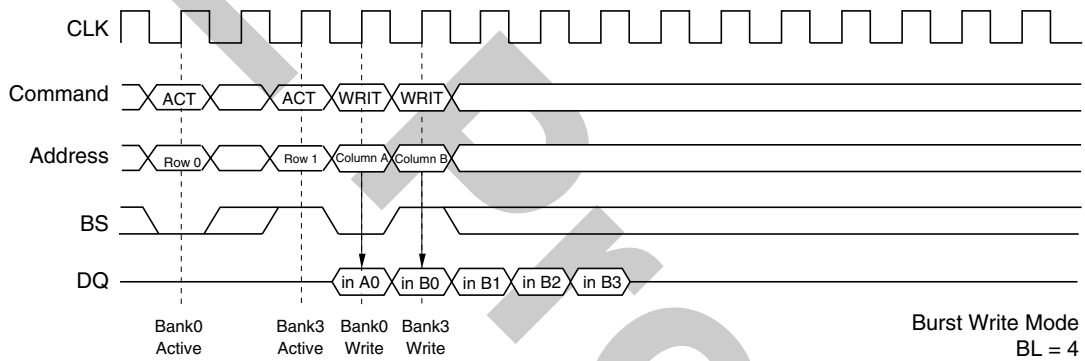 CLK
Command ACT ACT WRIT WRIT
Address Row 0 Row 1 Column A Column B
BS
DQ in A0 in B0 in B1 in B2 in B3
Bank0 Bank3 Bank0 Bank3
Active Active Write Write
Burst Write Mode
BL = 4